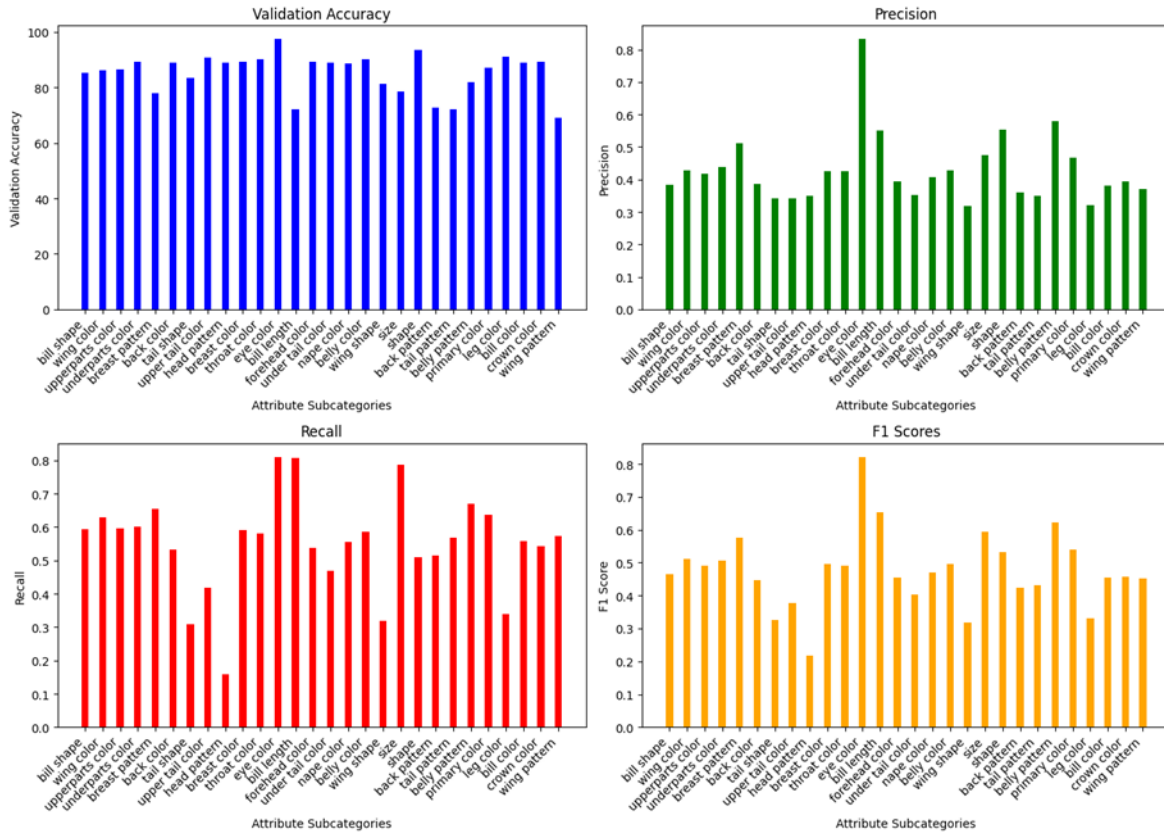 Validation Accuracy
Validation Accuracy
100
80
60
40
20
0
bill shape
wing color
upperparts color
underparts color
breast pattern
back color
tail shape
upper tail color
head pattern
breast color
throat color
eye color
bill length
forehead color
under tail color
nape color
belly color
wing shape
size
shape
back pattern
tail pattern
belly pattern
primary color
leg color
bill color
crown color
wing pattern
Attribute Subcategories
Precision
Precision
0.8
0.7
0.6
0.5
0.4
0.3
0.2
0.1
0.0
bill shape
wing color
upperparts color
underparts color
breast pattern
back color
tail shape
upper tail color
head pattern
breast color
throat color
eye color
bill length
forehead color
under tail color
nape color
belly color
wing shape
size
shape
back pattern
tail pattern
belly pattern
primary color
leg color
bill color
crown color
wing pattern
Attribute Subcategories
Recall
Recall
0.8
0.7
0.6
0.5
0.4
0.3
0.2
0.1
0.0
bill shape
wing color
upperparts color
underparts color
breast pattern
back color
tail shape
upper tail color
head pattern
breast color
throat color
eye color
bill length
forehead color
under tail color
nape color
belly color
wing shape
size
shape
back pattern
tail pattern
belly pattern
primary color
leg color
bill color
crown color
wing pattern
Attribute Subcategories
F1 Scores
F1 Score
0.8
0.7
0.6
0.5
0.4
0.3
0.2
0.1
0.0
bill shape
wing color
upperparts color
underparts color
breast pattern
back color
tail shape
upper tail color
head pattern
breast color
throat color
eye color
bill length
forehead color
under tail color
nape color
belly color
wing shape
size
shape
back pattern
tail pattern
belly pattern
primary color
leg color
bill color
crown color
wing pattern
Attribute Subcategories